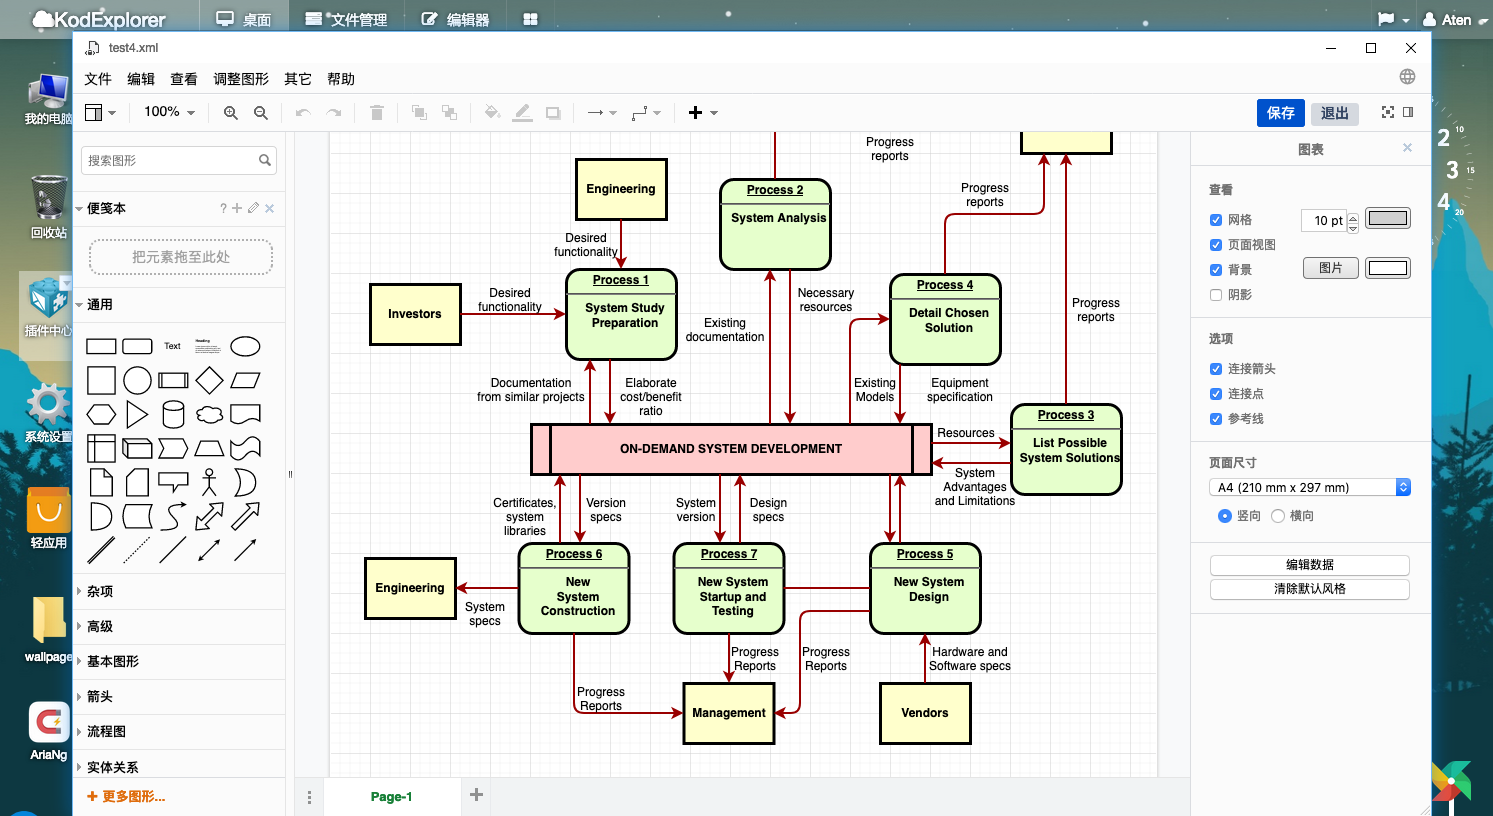 KodExplorer
桌面
文件管理
编辑器
Aten
test4.xml
文件 编辑 查看 调整图形 其它 帮助
100%
保存
退出
我的电脑
回收站
插件中心
系统设置
轻应用
wallpage
AriaNg
搜索图形
便笺本
?
把元素拖至此处
通用
Text
Heading
杂项
高级
基本图形
箭头
流程图
实体关系
+ 更多图形...
Progress
reports
Engineering
Process 2
System Analysis
Progress
reports
Desired
functionality
Process 1
System Study
Preparation
Investors
Desired
functionality
Existing
documentation
Necessary
resources
Process 4
Detail Chosen
Solution
Progress
reports
Documentation
from similar projects
Elaborate
cost/benefit
ratio
Existing
Models
Equipment
specification
Process 3
List Possible
System Solutions
ON-DEMAND SYSTEM DEVELOPMENT
Resources
System
Advantages
and Limitations
Certificates,
system
libraries
Version
specs
System
version
Design
specs
Process 6
New
System
Construction
Process 7
New System
Startup and
Testing
Process 5
New System
Design
Engineering
System
specs
Progress
Reports
Progress
Reports
Hardware and
Software specs
Progress
Reports
Management
Vendors
Page-1
图表
查看
网格
10 pt
页面视图
背景
图片
阴影
选项
连接箭头
连接点
参考线
页面尺寸
A4 (210 mm x 297 mm)
竖向 横向
编辑数据
清除默认风格
2 10
3 15
4 20